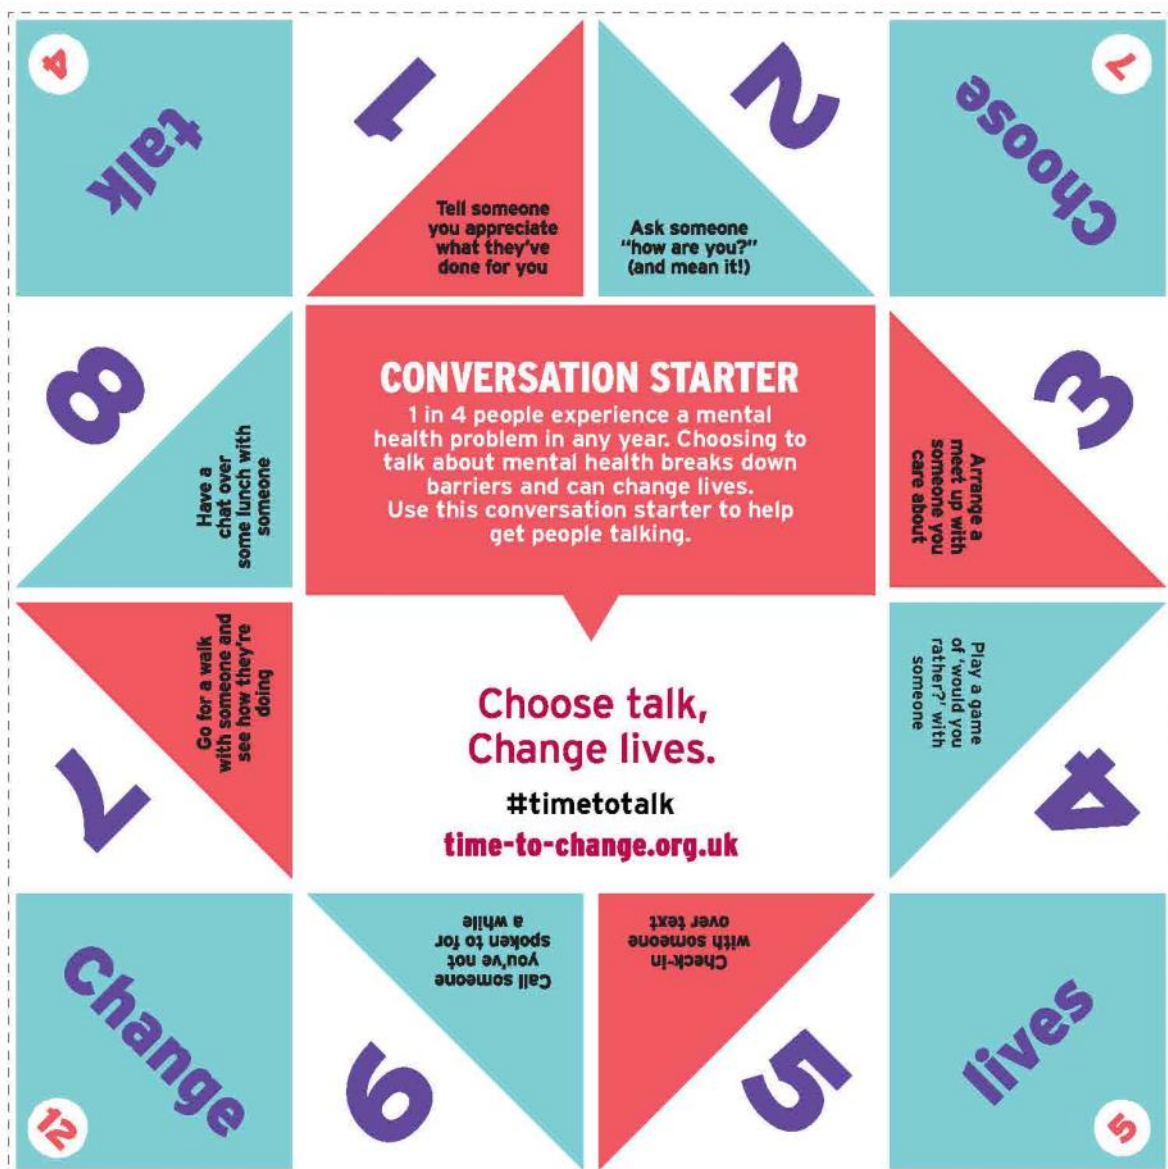 4
talk
1
Tell someone
you appreciate
what they've
done for you
2
Ask someone
"how are you?"
(and mean it!)
7
Choose
8
Have a
chat over
some lunch with
someone
CONVERSATION STARTER
1 in 4 people experience a mental
health problem in any year. Choosing to
talk about mental health breaks down
barriers and can change lives.
Use this conversation starter to help
get people talking.
3
Arrange a
meet up with
someone you
care about
7
Go for a walk
with someone and
see how they're
doing
Choose talk,
Change lives.
#timetotalk
time-to-change.org.uk
4
Play a game
of 'would you
rather?' with
someone
Change
12
6
Call someone
you've not
spoken to for
a while
5
Check-in
with someone
over text
lives
5